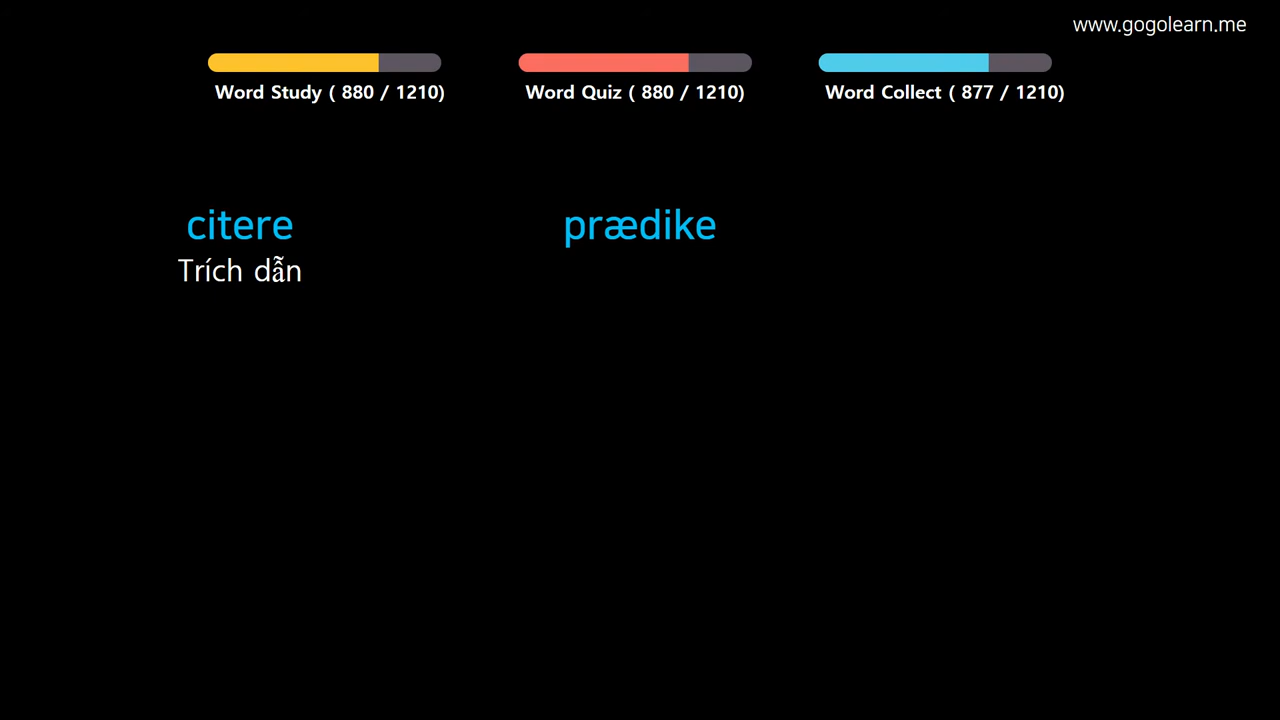 www.gogolearn.me
Word Study ( 880 / 1210)
Word Quiz ( 880 / 1210)
Word Collect ( 877 / 1210)
citere
Trích dẫn
prædike